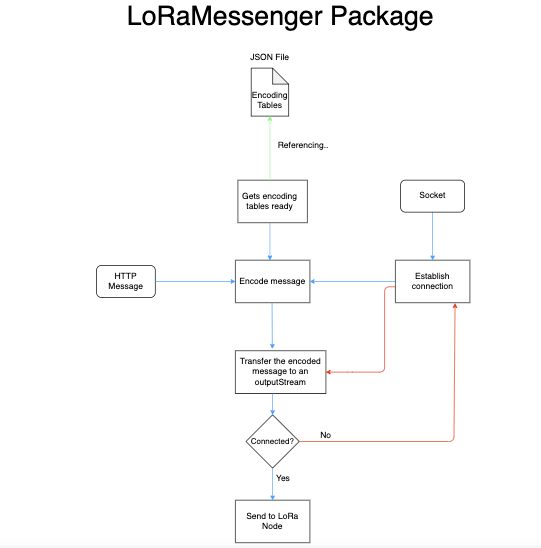 LoRaMessenger Package
JSON File
Encoding
Tables
Referencing..
Gets encoding
tables ready
Socket
HTTP
Message
Encode message
Establish
connection
Transfer the encoded
message to an
outputStream
Connected?
No
Yes
Send to LoRa
Node